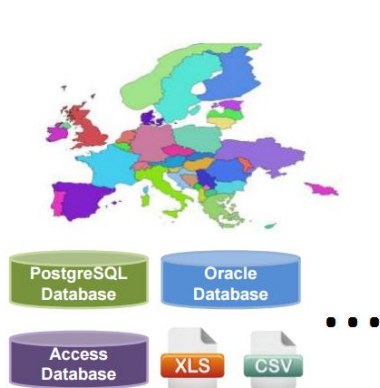 PostgreSQL
Database
Oracle
Database
Access
Database
XLS
CSV
...